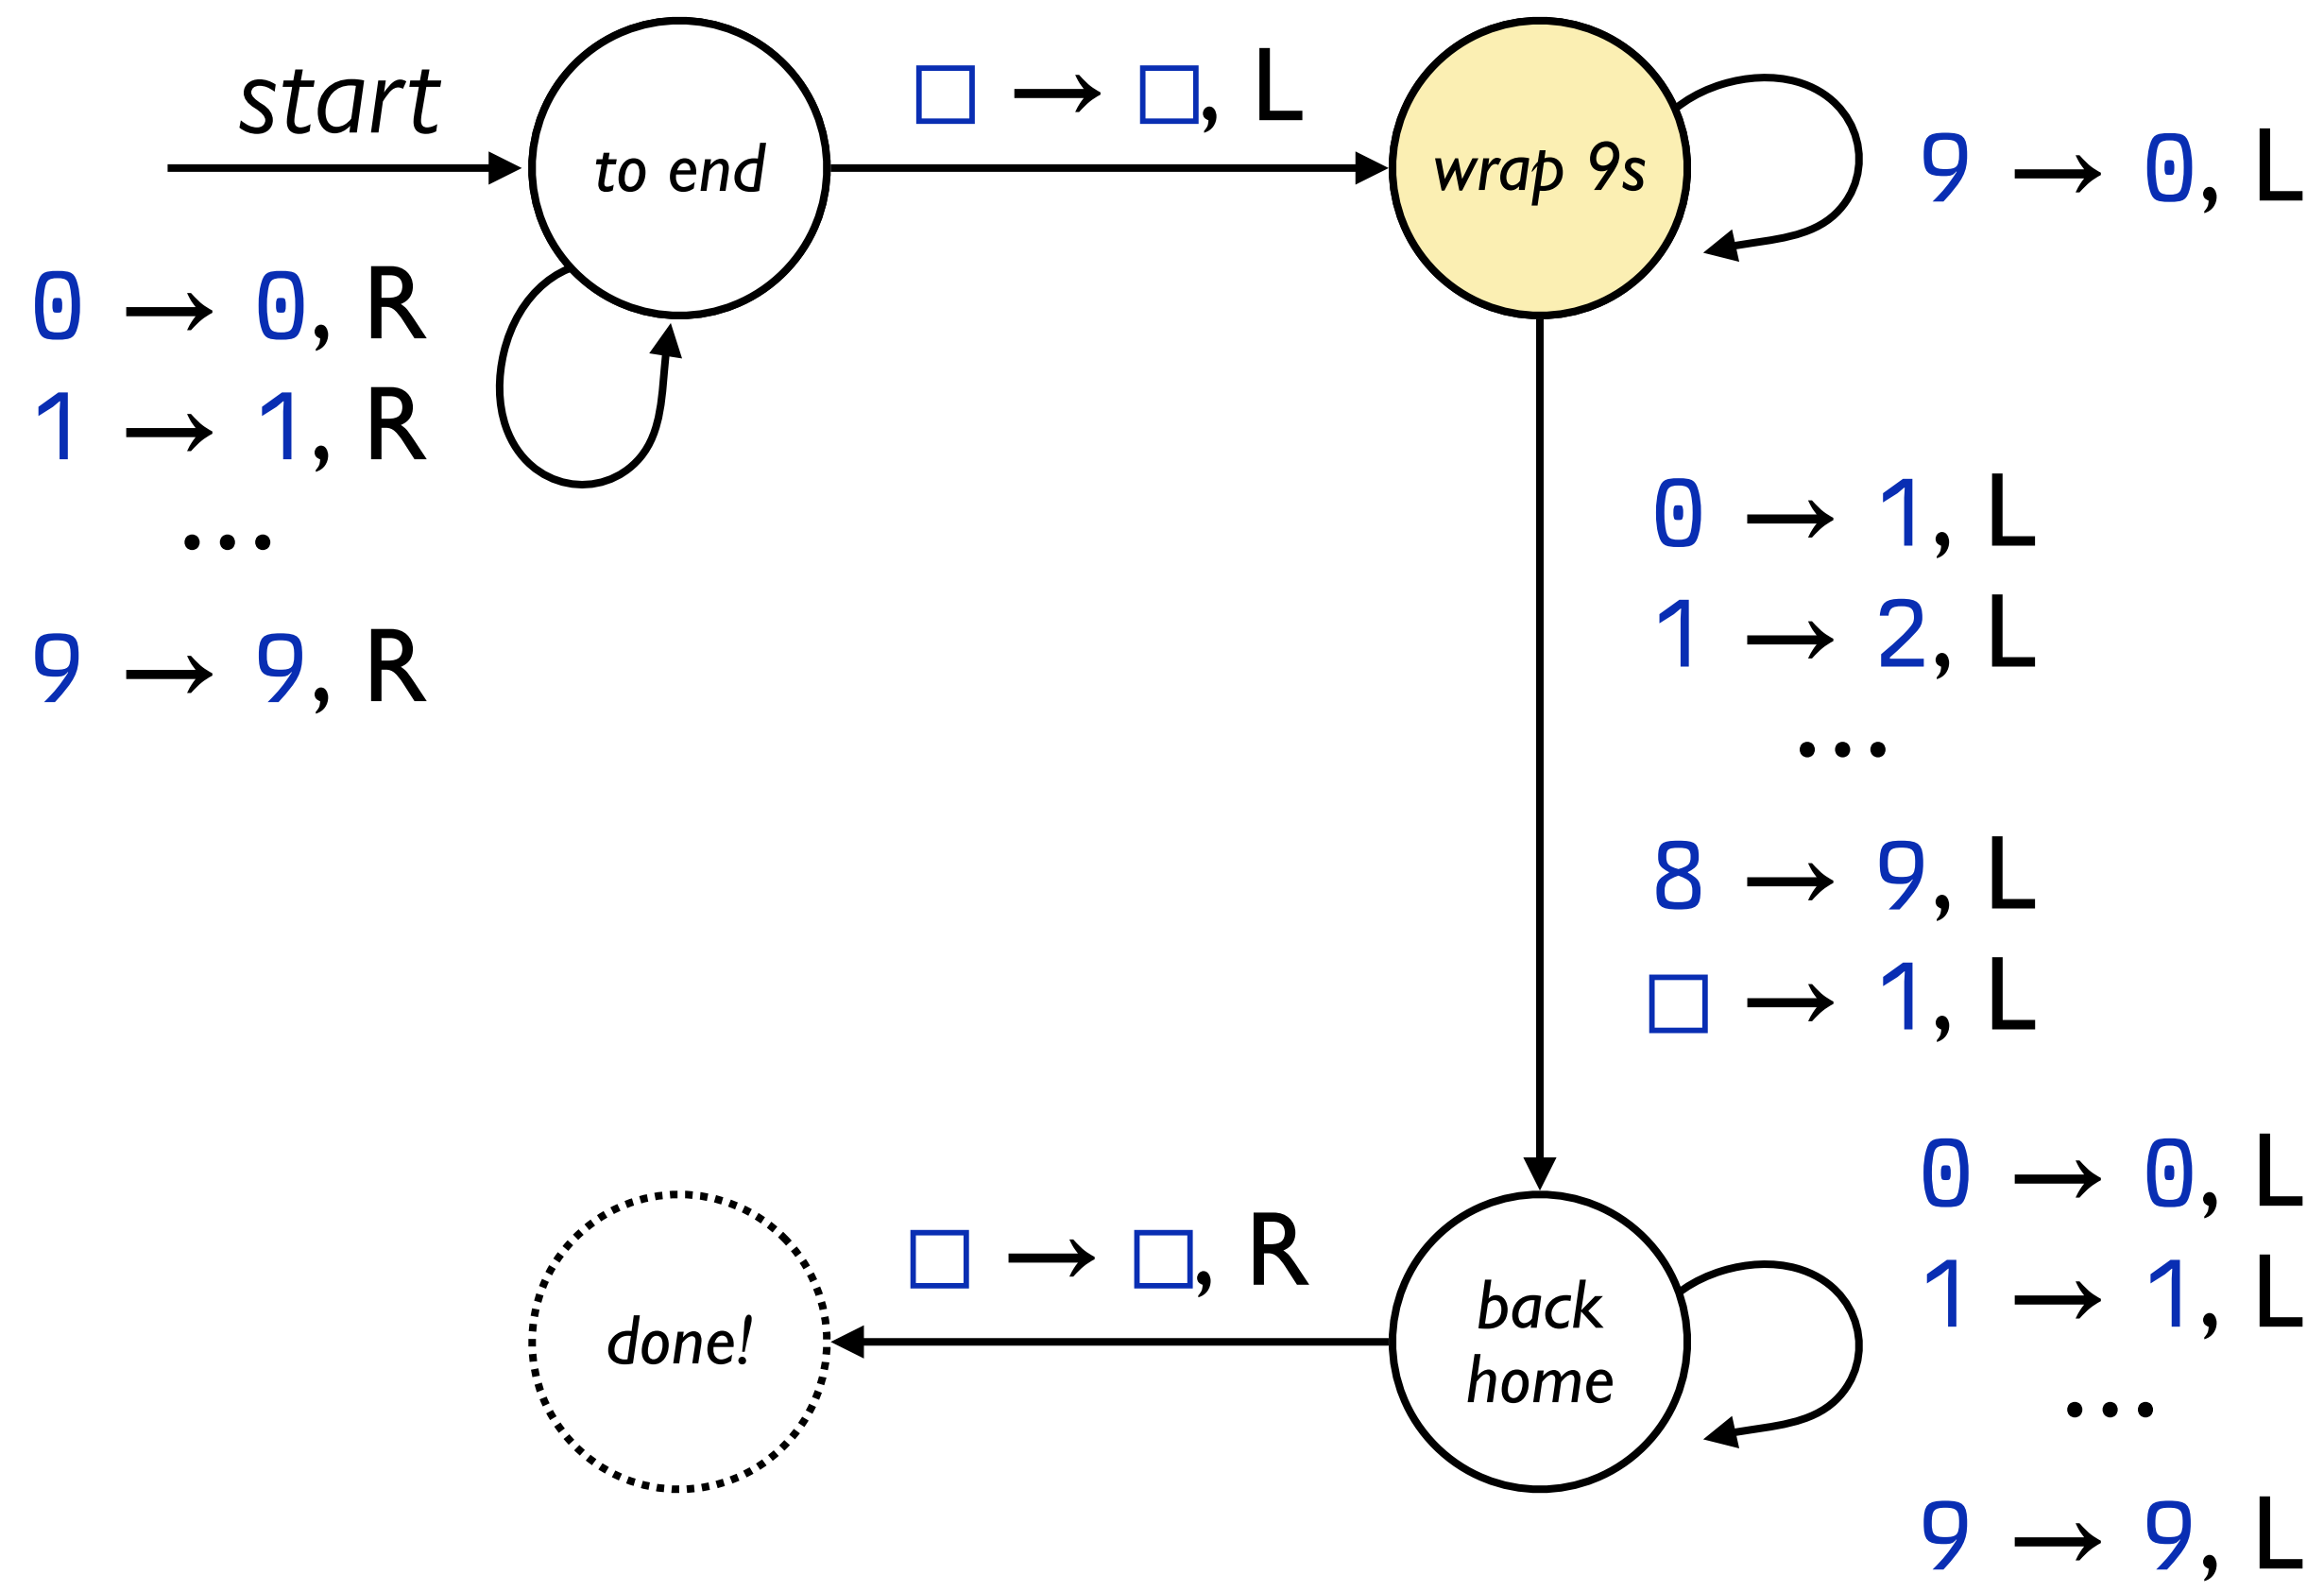 start
to end
□ → □, L
wrap 9s
9 → 0, L
0 → 0, R
1 → 1, R
...
9 → 9, R
0 → 1, L
1 → 2, L
...
8 → 9, L
□ → 1, L
done!
□ → □, R
back
home
0 → 0, L
1 → 1, L
...
9 → 9, L